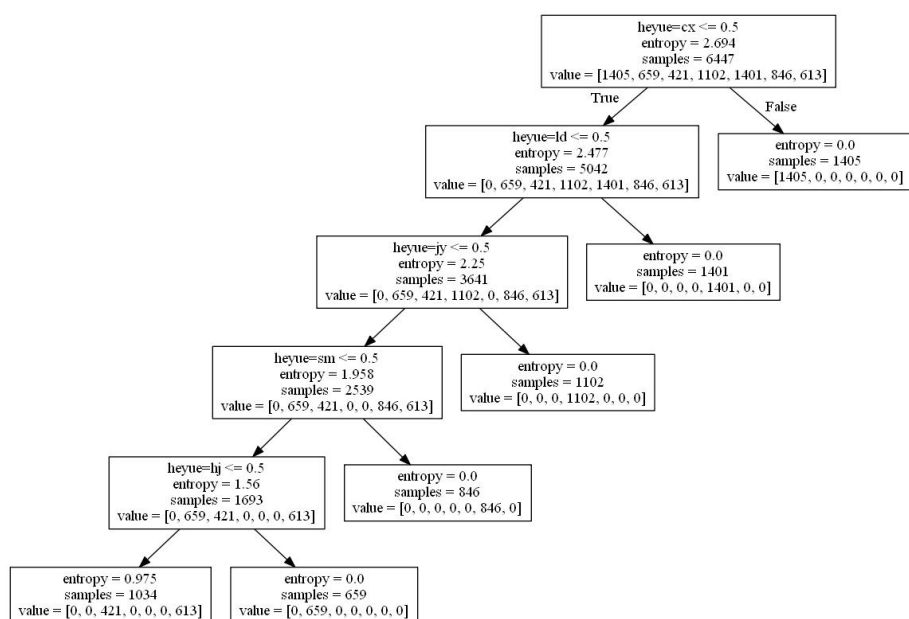 heyue=cx <= 0.5
entropy = 2.694
samples = 6447
value = [1405, 659, 421, 1102, 1401, 846, 613]
True
False
heyue=ld <= 0.5
entropy = 2.477
samples = 5042
value = [0, 659, 421, 1102, 1401, 846, 613]
entropy = 0.0
samples = 1405
value = [1405, 0, 0, 0, 0, 0, 0]
heyue=jy <= 0.5
entropy = 2.25
samples = 3641
value = [0, 659, 421, 1102, 0, 846, 613]
entropy = 0.0
samples = 1401
value = [0, 0, 0, 0, 1401, 0, 0]
heyue=sm <= 0.5
entropy = 1.958
samples = 2539
value = [0, 659, 421, 0, 0, 846, 613]
entropy = 0.0
samples = 1102
value = [0, 0, 0, 1102, 0, 0, 0]
heyue=hj <= 0.5
entropy = 1.56
samples = 1693
value = [0, 659, 421, 0, 0, 0, 613]
entropy = 0.0
samples = 846
value = [0, 0, 0, 0, 0, 846, 0]
entropy = 0.975
samples = 1034
value = [0, 0, 421, 0, 0, 0, 613]
entropy = 0.0
samples = 659
value = [0, 659, 0, 0, 0, 0, 0]